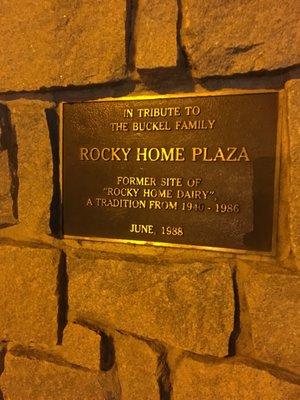 IN TRIBUTE TO
THE BUCKEL FAMILY
ROCKY HOME PLAZA
FORMER SITE OF
"ROCKY HOME DAIRY"
A TRADITION FROM 1940 - 1986
JUNE, 1988